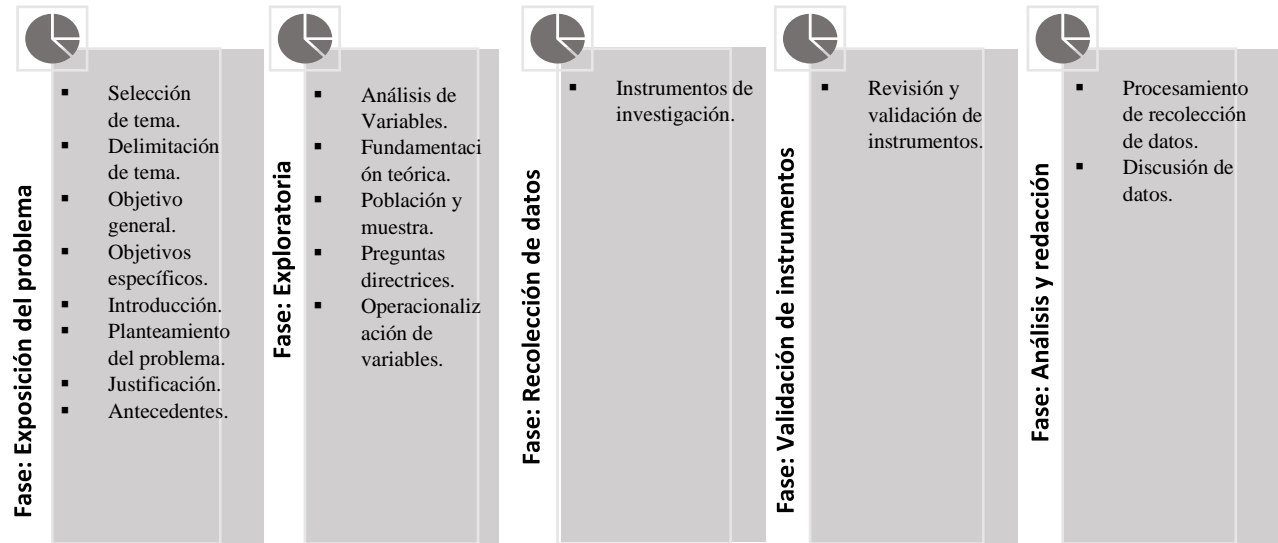 Fase: Exposición del problema
▪ Selección
de tema.
▪ Delimitación
de tema.
▪ Objetivo
general.
▪ Objetivos
específicos.
▪ Introducción.
▪ Planteamiento
del problema.
▪ Justificación.
▪ Antecedentes.
Fase: Exploratoria
▪ Análisis de
Variables.
▪ Fundamentaci
ón teórica.
▪ Población y
muestra.
▪ Preguntas
directrices.
▪ Operacionaliz
ación de
variables.
Fase: Recolección de datos
▪ Instrumentos de
investigación.
Fase: Validación de instrumentos
▪ Revisión y
validación de
instrumentos.
Fase: Análisis y redacción
▪ Procesamiento
de recolección
de datos.
▪ Discusión de
datos.